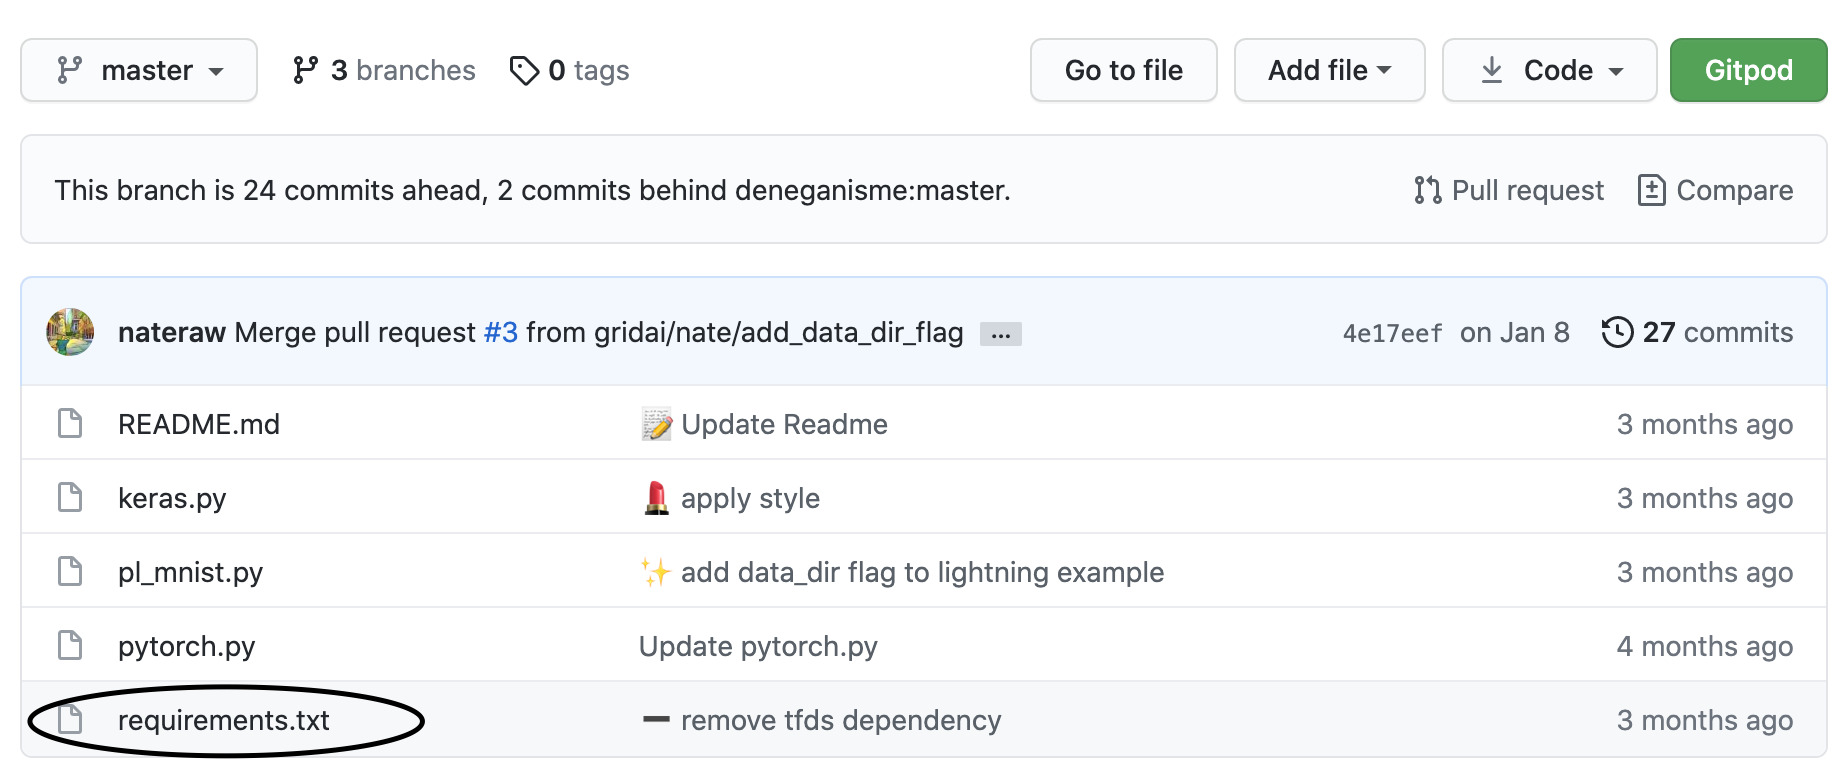 master 3 branches 0 tags Go to file Add file Code Gitpod
This branch is 24 commits ahead, 2 commits behind deneganisme:master. Pull request Compare
nateraw Merge pull request #3 from gridai/nate/add_data_dir_flag ... 4e17eef on Jan 8 27 commits
README.md 📝 Update Readme 3 months ago
keras.py 💄 apply style 3 months ago
pl_mnist.py ✨ add data_dir flag to lightning example 3 months ago
pytorch.py Update pytorch.py 4 months ago
requirements.txt ➖ remove tfds dependency 3 months ago